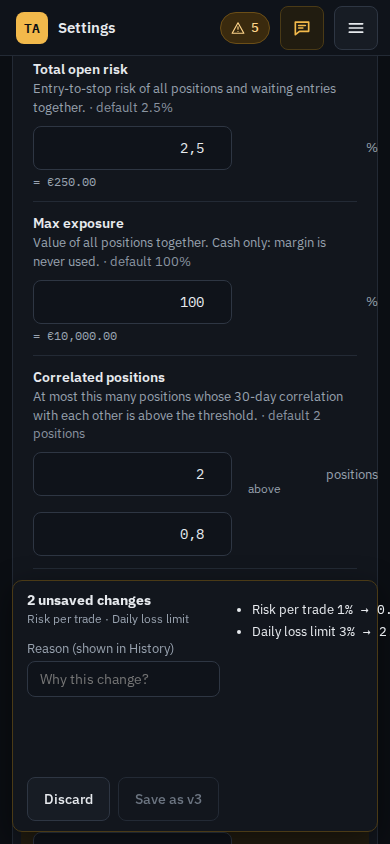 TA
Settings
5
Total open risk
Entry-to-stop risk of all positions and waiting entries
together. · default 2.5%
2,5
%
= €250.00
Max exposure
Value of all positions together. Cash only: margin is
never used. · default 100%
100
%
= €10,000.00
Correlated positions
At most this many positions whose 30-day correlation
with each other is above the threshold. · default 2
positions
2
positions
above
0,8
2 unsaved changes
Risk per trade · Daily loss limit
• Risk per trade 1% → 0.
• Daily loss limit 3% → 2
Reason (shown in History)
Why this change?
Discard
Save as v3